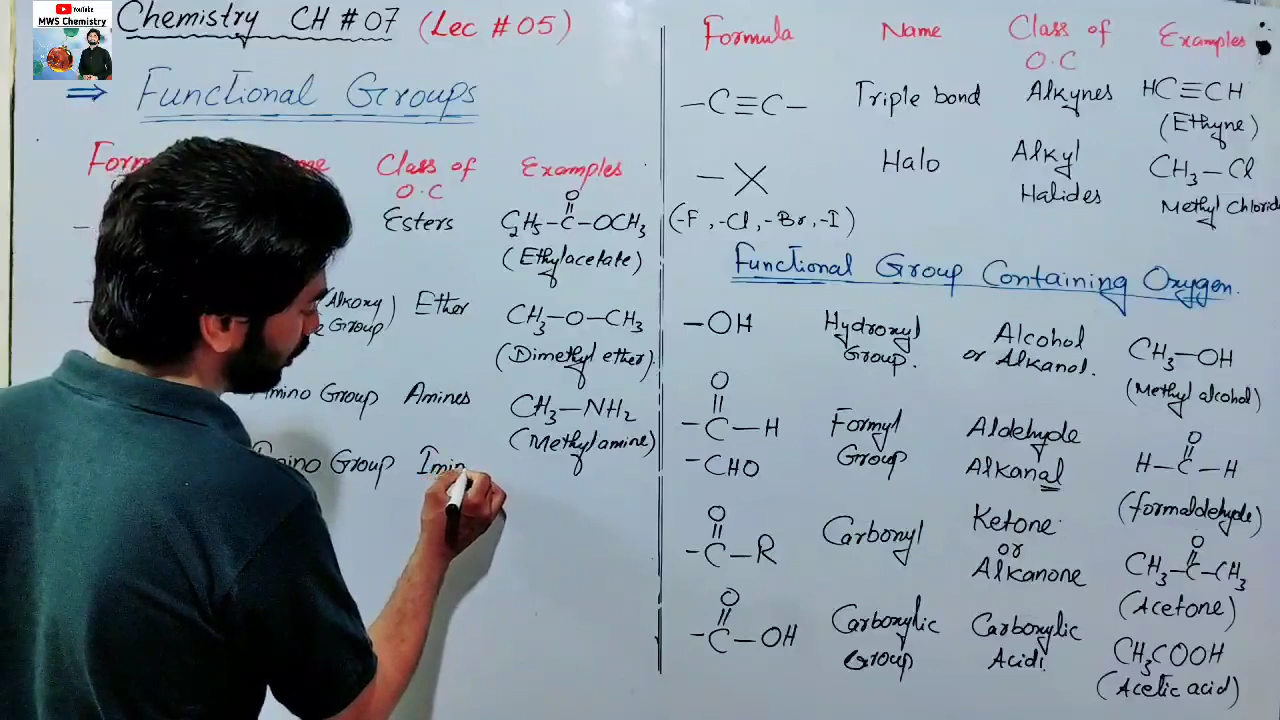 YouTube
MWS Chemistry
Chemistry CH # 07 (Lec # 05)
⇒ Functional Groups
Class of O.C Examples
Esters C2H5-C-OCH3
O
(Ethylacetate)
Alkoxy) Ether CH3-O-CH3
Group
(Dimethyl ether)
Amino Group Amines CH3-NH2
(Methylamine)
Imino Group Imin
Formula Name Class of O.C Examples
-C≡C- Triple bond Alkynes HC≡CH
(Ethyne)
-X Halo Alkyl Halides CH3-Cl
Methyl Chloride
(-F, -Cl, -Br, -I)
Functional Group Containing Oxygen.
-OH Hydroxyl Group. Alcohol or Alkanol. CH3-OH
(Methyl alcohol)
O
-C-H Formyl Group Aldehyde
-CHO Alkanal
O
H-C-H
(formaldehyde)
O
-C-R Carbonyl Ketone or Alkanone
O
CH3-C-CH3
(Acetone)
O
-C-OH Carboxylic Group Carboxylic Acid. CH3COOH
(Acetic acid)